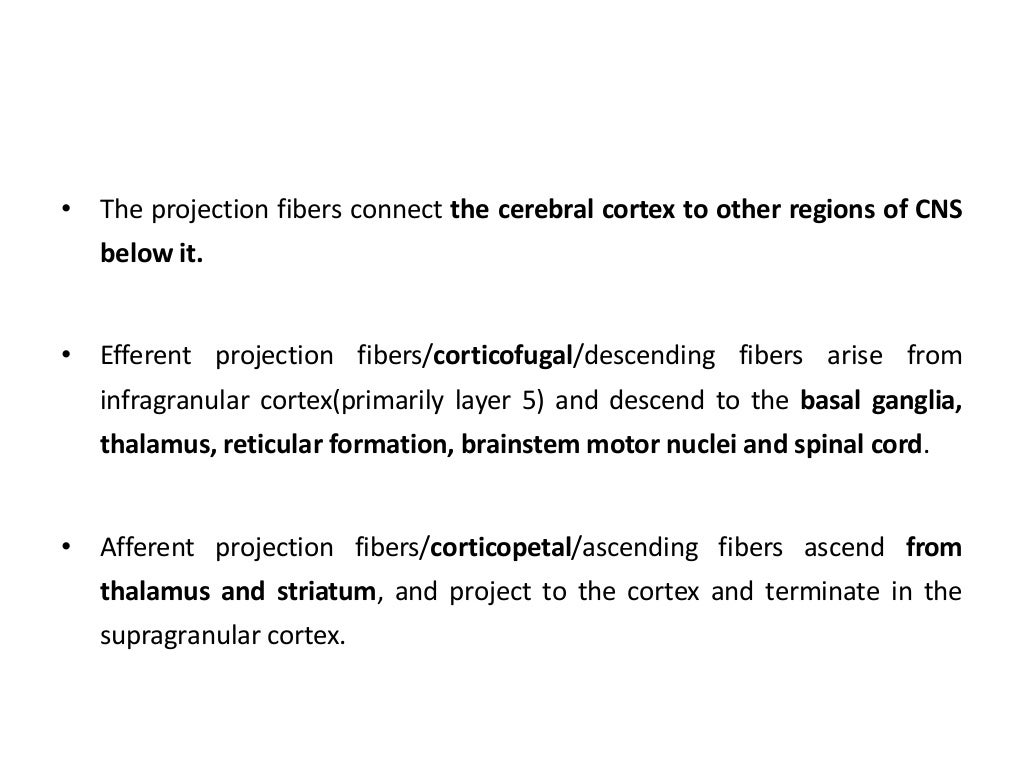 • The projection fibers connect the cerebral cortex to other regions of CNS
below it.
• Efferent projection fibers/corticofugal/descending fibers arise from
infragranular cortex(primarily layer 5) and descend to the basal ganglia,
thalamus, reticular formation, brainstem motor nuclei and spinal cord.
• Afferent projection fibers/corticopetal/ascending fibers ascend from
thalamus and striatum, and project to the cortex and terminate in the
supragranular cortex.